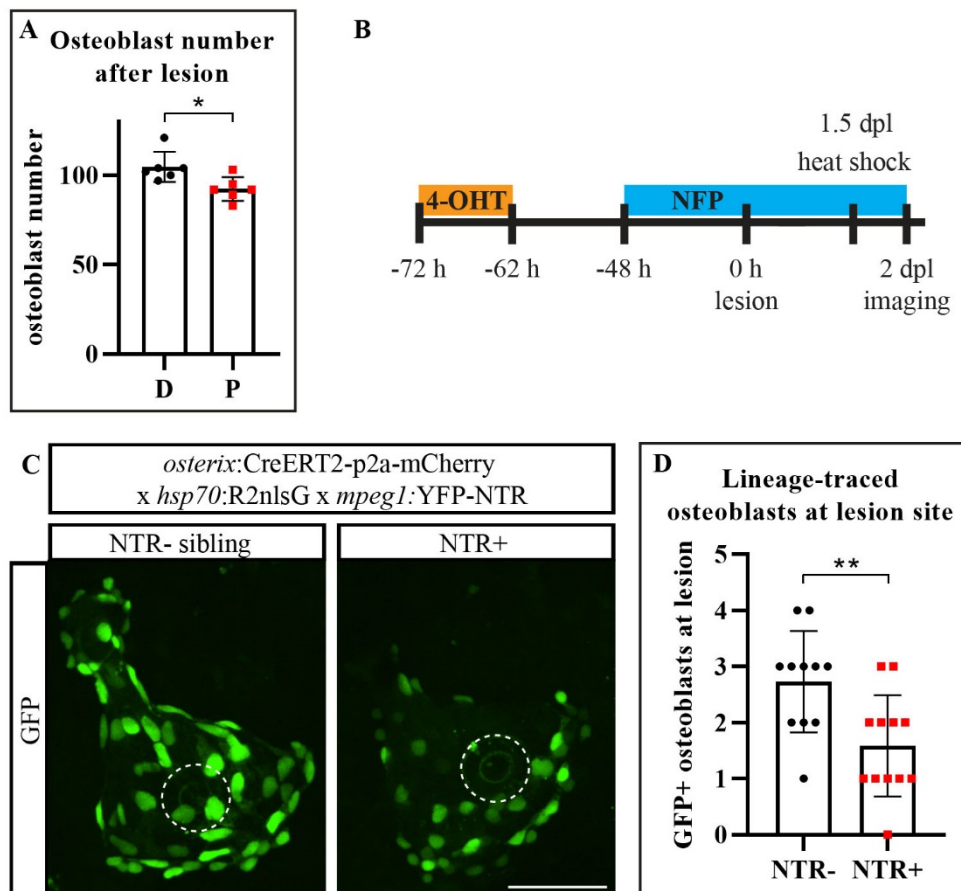 A
Osteoblast number
after lesion
*
osteoblast number
100
50
0
D P
B
1.5 dpl
heat shock
4-OHT NFP
-72 h -62 h -48 h 0 h 2 dpl
lesion imaging
C
osterix:CreERT2-p2a-mCherry
x hsp70:R2nlsG x mpeg1:YFP-NTR
NTR- sibling NTR+
GFP
D
Lineage-traced
osteoblasts at lesion site
**
GFP+ osteoblasts at lesion
5
4
3
2
1
0
NTR- NTR+